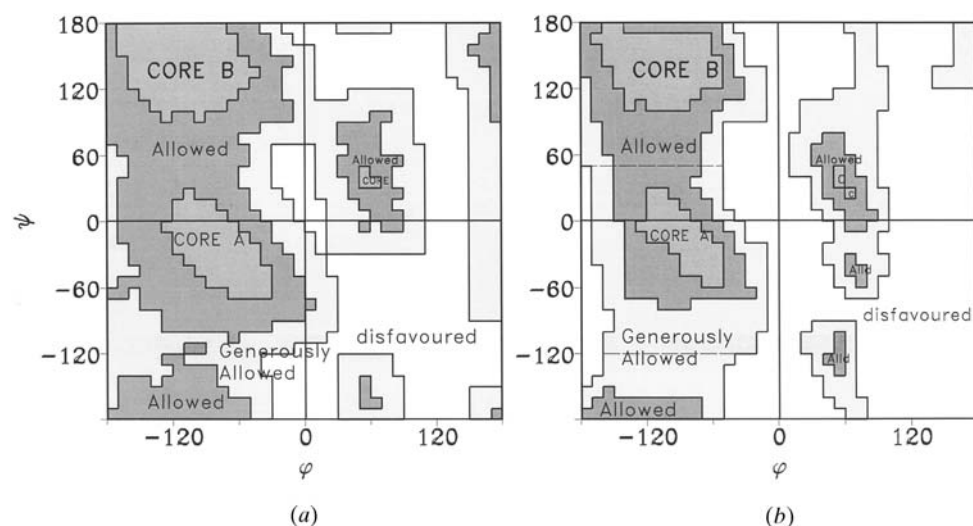 180
120
60
0
-60
-120
ψ
CORE B
Allowed
Allowed
CORE
CORE A
disfavoured
Generously
Allowed
Allowed
-120
0
120
φ
(a)
180
120
60
0
-60
-120
CORE B
Allowed
Allowed
C
C
CORE A
Alld
disfavoured
Generously
Allowed
Alld
Allowed
-120
0
120
φ
(b)